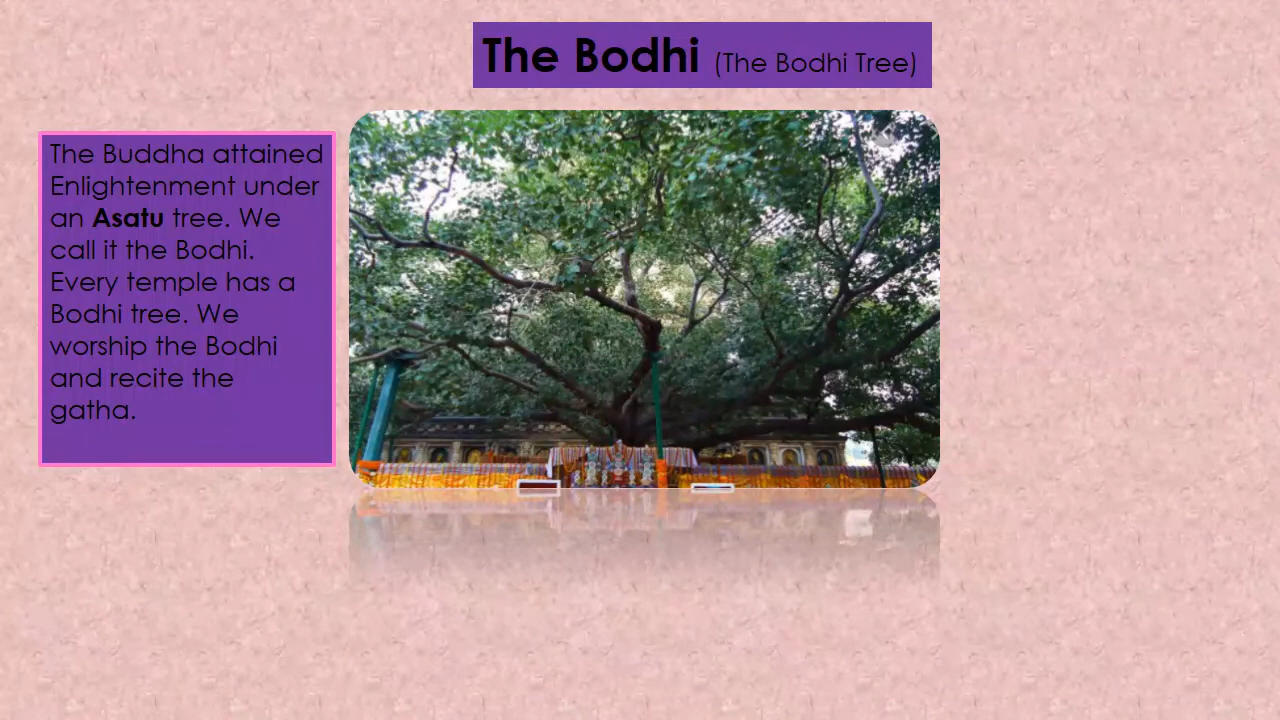 The Bodhi (The Bodhi Tree)
The Buddha attained
Enlightenment under
an Asatu tree. We
call it the Bodhi.
Every temple has a
Bodhi tree. We
worship the Bodhi
and recite the
gatha.